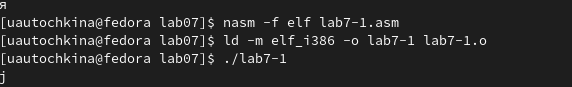 я
[uautochkina@fedora lab07]$ nasm -f elf lab7-1.asm
[uautochkina@fedora lab07]$ ld -m elf_i386 -o lab7-1 lab7-1.o
[uautochkina@fedora lab07]$ ./lab7-1
j